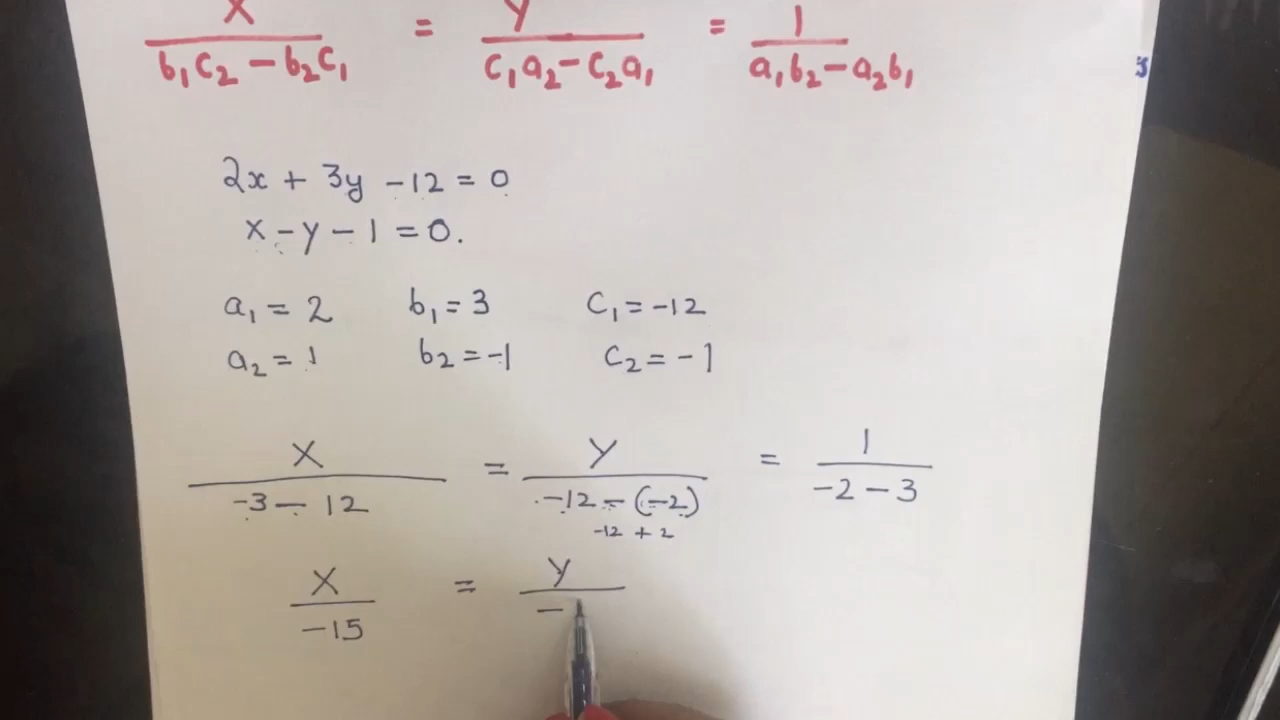 x/(b₁c₂ - b₂c₁) = y/(c₁a₂ - c₂a₁) = 1/(a₁b₂ - a₂b₁)
2x + 3y - 12 = 0
x - y - 1 = 0.
a₁ = 2 b₁ = 3 c₁ = -12
a₂ = 1 b₂ = -1 c₂ = -1
x/(-3 - 12) = y/(-12 - (-2)) = 1/(-2 - 3)
-12 + 2
x/-15 = y/-